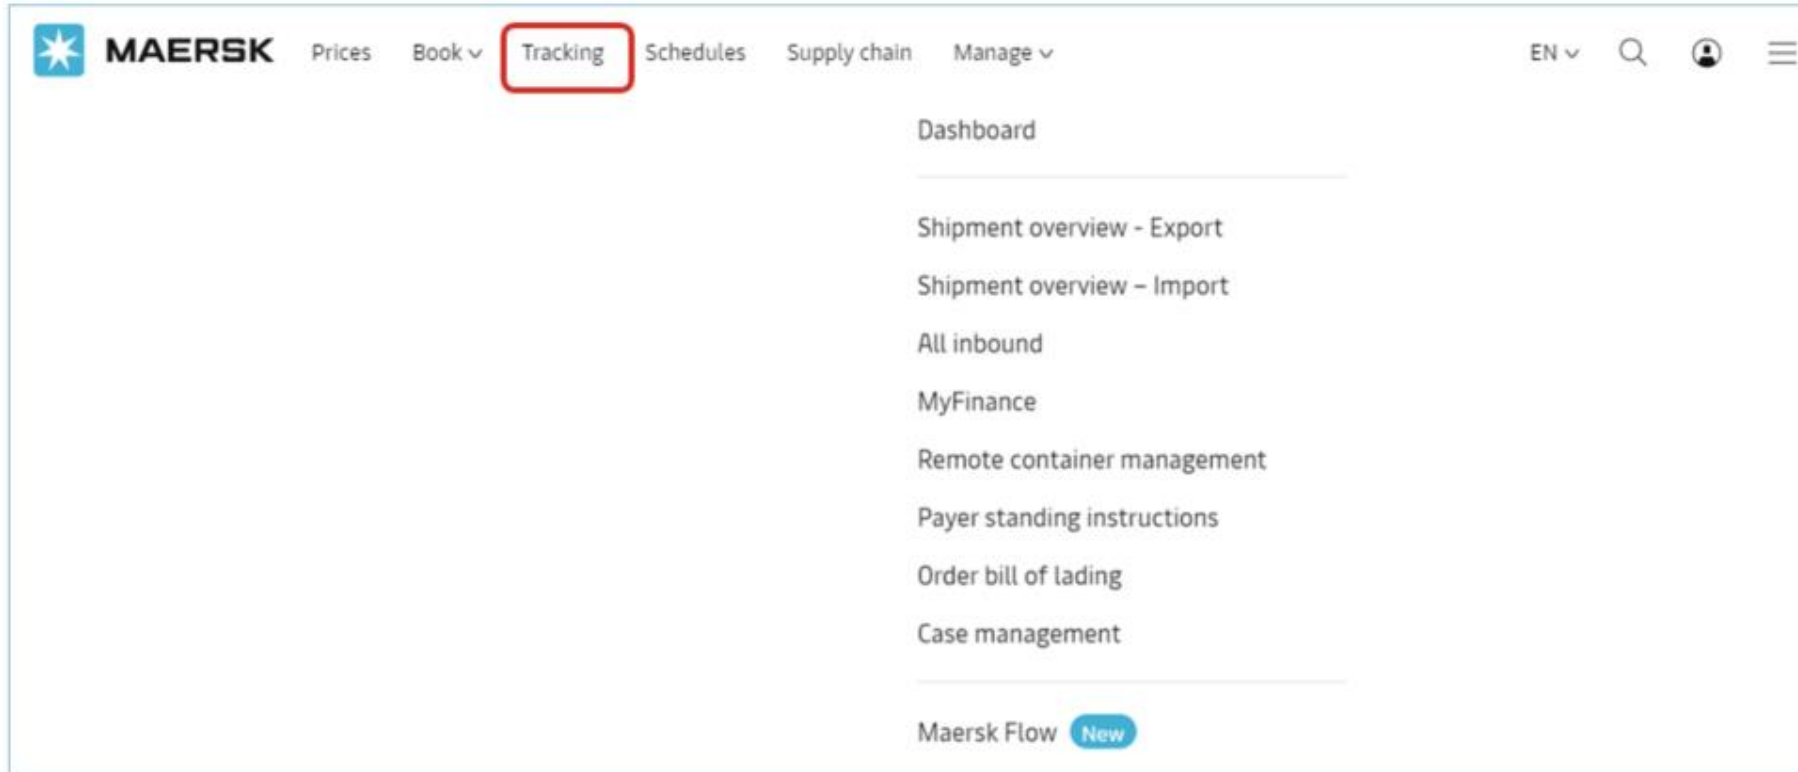 MAERSK Prices Book Tracking Schedules Supply chain Manage EN
Dashboard
Shipment overview - Export
Shipment overview – Import
All inbound
MyFinance
Remote container management
Payer standing instructions
Order bill of lading
Case management
Maersk Flow New